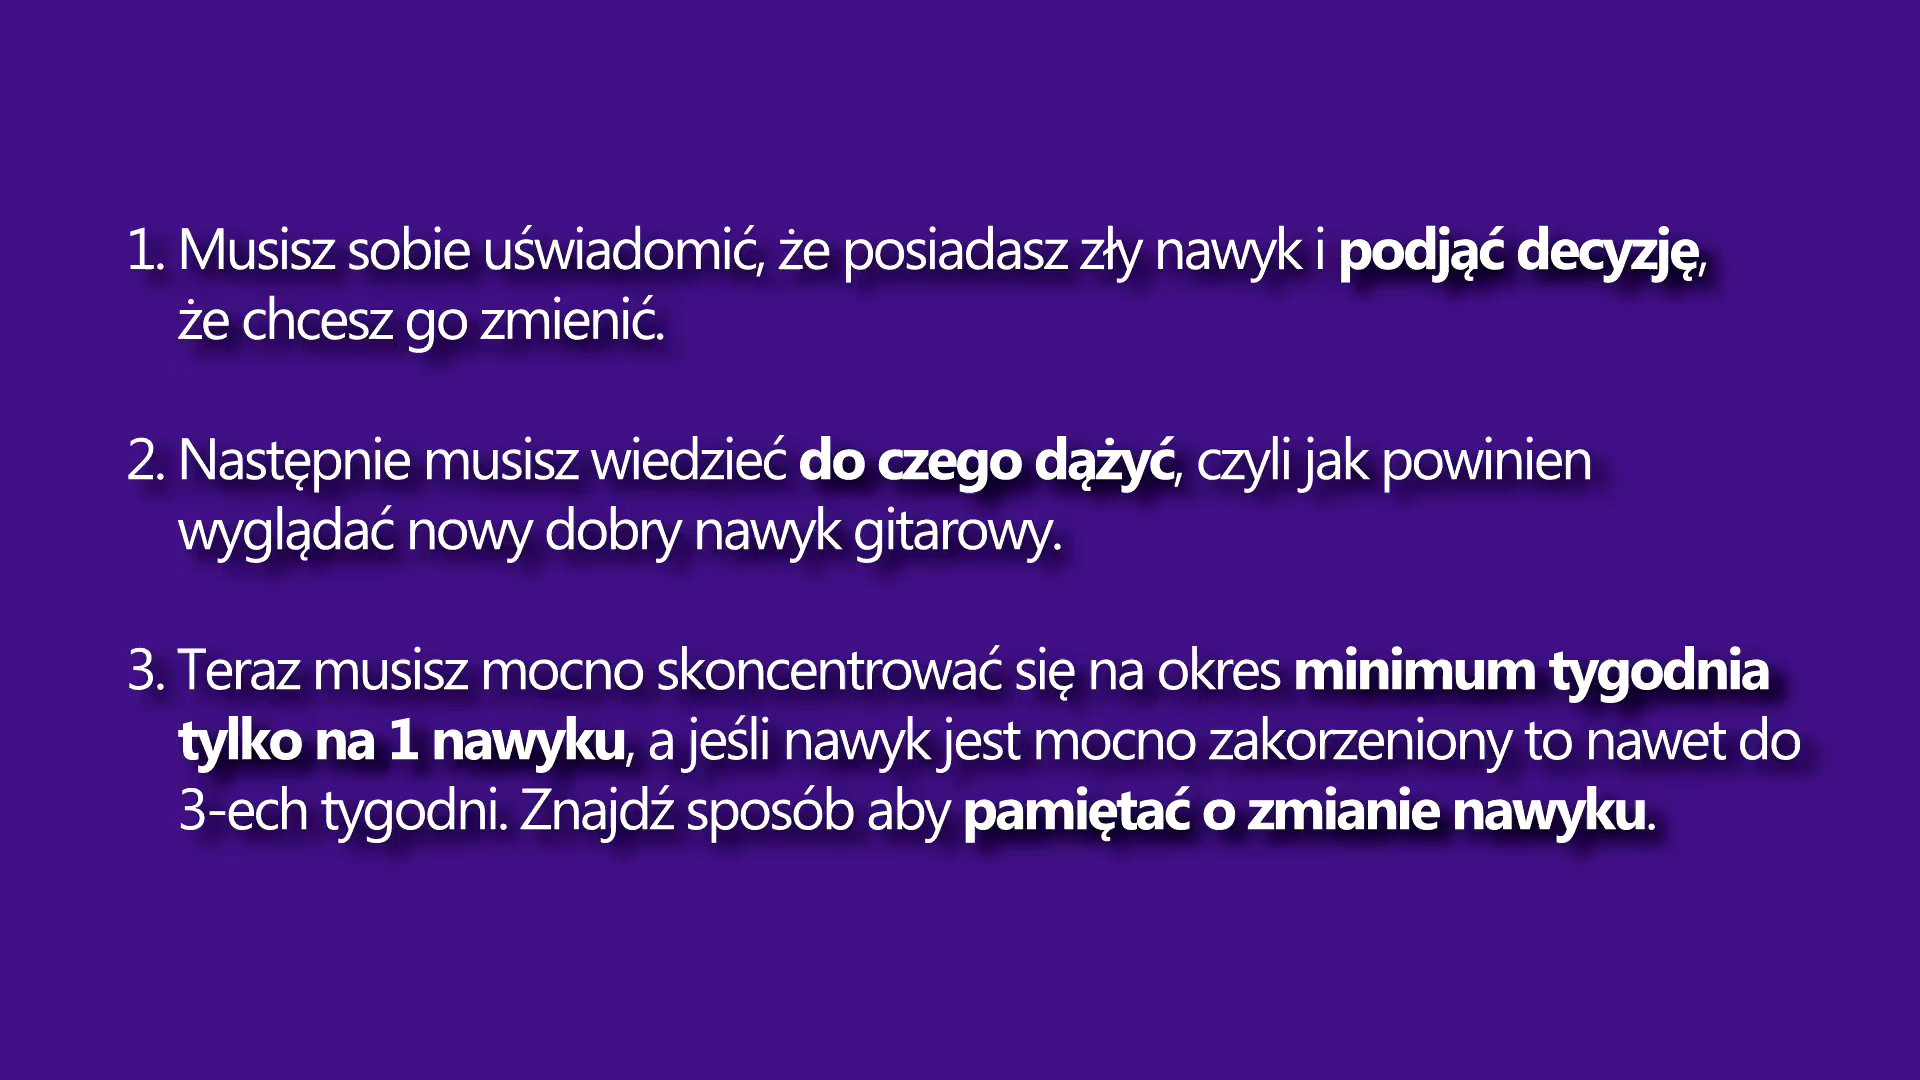 1. Musisz sobie uświadomić, że posiadasz zły nawyk i podjąć decyzję,
że chcesz go zmienić.
2. Następnie musisz wiedzieć do czego dążyć, czyli jak powinien
wyglądać nowy dobry nawyk gitarowy.
3. Teraz musisz mocno skoncentrować się na okres minimum tygodnia
tylko na 1 nawyku, a jeśli nawyk jest mocno zakorzeniony to nawet do
3-ech tygodni. Znajdź sposób aby pamiętać o zmianie nawyku.